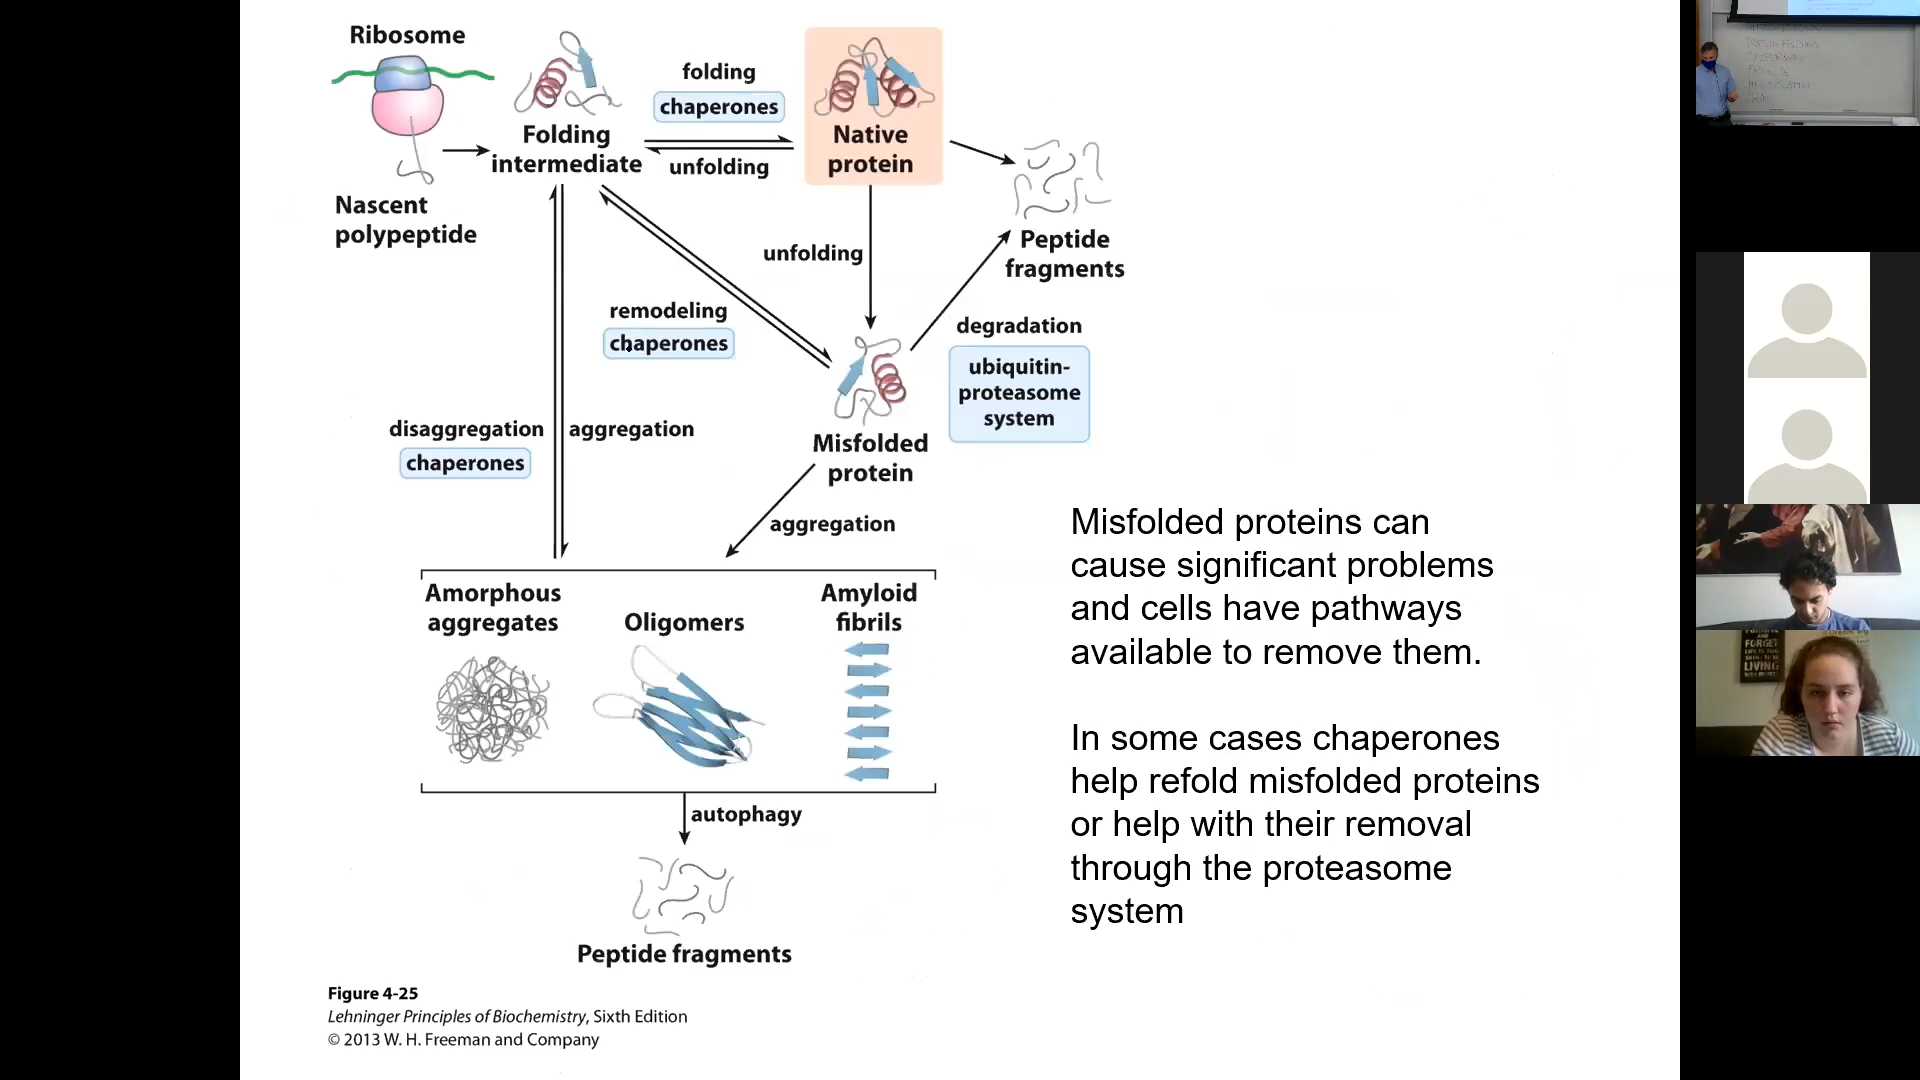 Ribosome
Nascent
polypeptide
Folding
intermediate
folding
chaperones
unfolding
Native
protein
Peptide
fragments
unfolding
remodeling
chaperones
degradation
ubiquitin-
proteasome
system
Misfolded
protein
disaggregation
chaperones
aggregation
aggregation
Amorphous
aggregates
Oligomers
Amyloid
fibrils
autophagy
Peptide fragments
Figure 4-25
Lehninger Principles of Biochemistry, Sixth Edition
© 2013 W. H. Freeman and Company
Misfolded proteins can
cause significant problems
and cells have pathways
available to remove them.
In some cases chaperones
help refold misfolded proteins
or help with their removal
through the proteasome
system
FORGET
LIVING